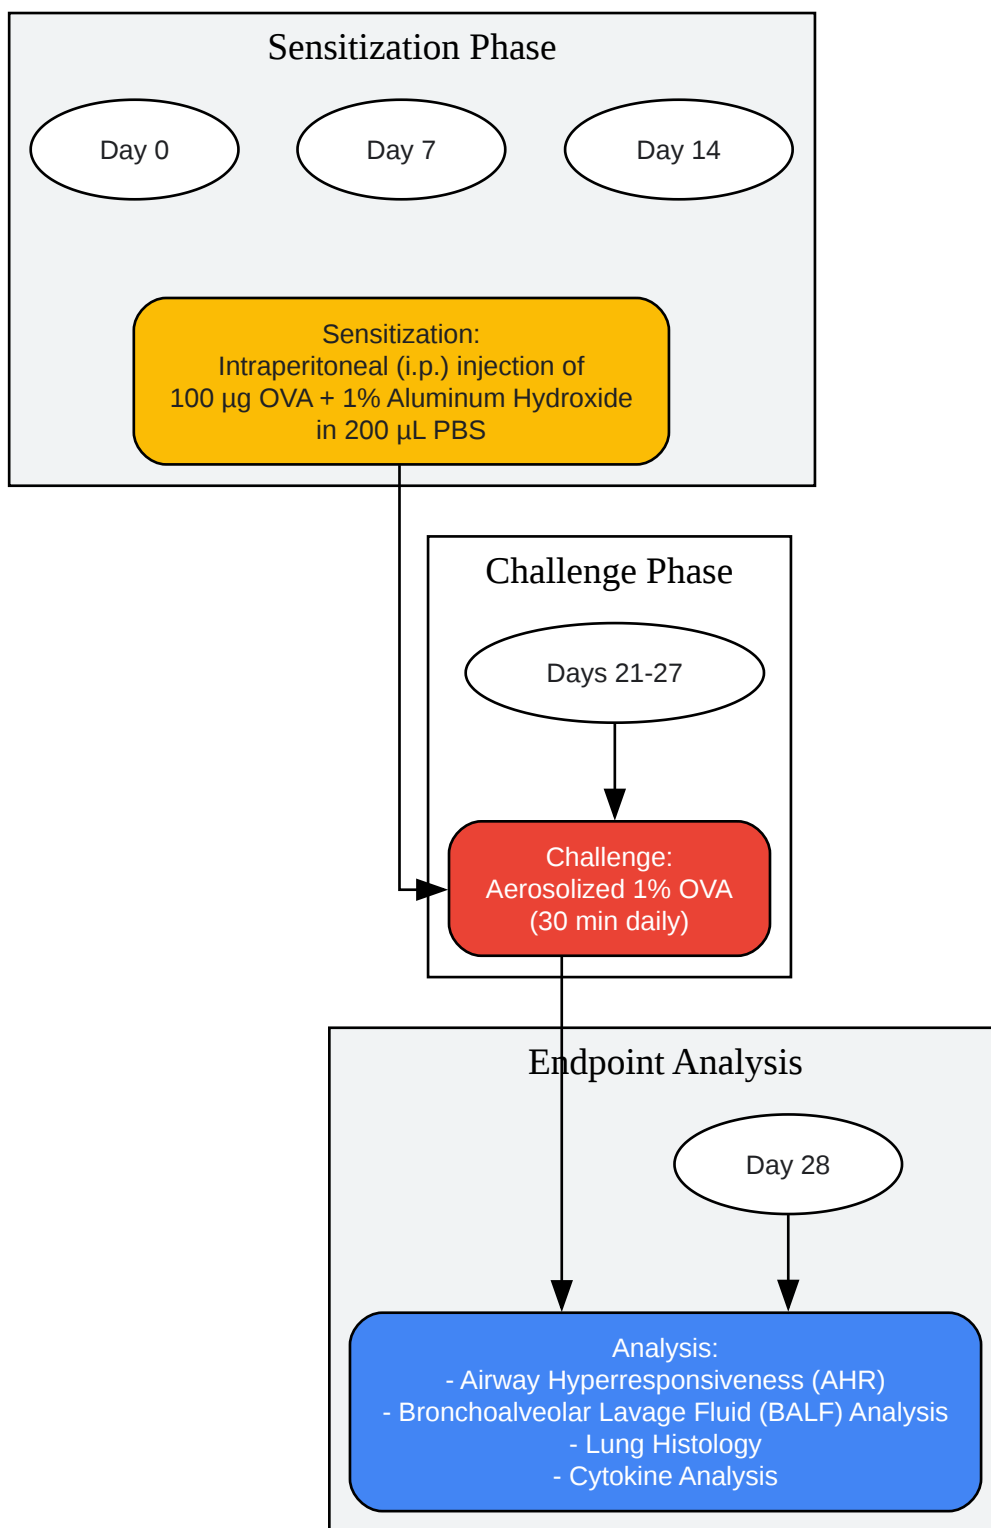 Sensitization Phase
Day 0
Day 7
Day 14
Sensitization:
Intraperitoneal (i.p.) injection of
100 µg OVA + 1% Aluminum Hydroxide
in 200 µL PBS
Challenge Phase
Days 21-27
Challenge:
Aerosolized 1% OVA
(30 min daily)
Endpoint Analysis
Day 28
Analysis:
- Airway Hyperresponsiveness (AHR)
- Bronchoalveolar Lavage Fluid (BALF) Analysis
- Lung Histology
- Cytokine Analysis